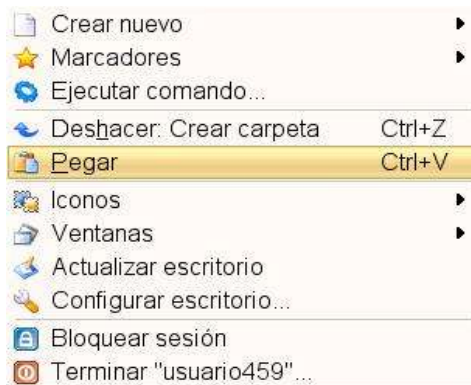 Crear nuevo
Marcadores
Ejecutar comando...
Deshacer: Crear carpeta Ctrl+Z
Pegar Ctrl+V
Iconos
Ventanas
Actualizar escritorio
Configurar escritorio...
Bloquear sesión
Terminar "usuario459"...